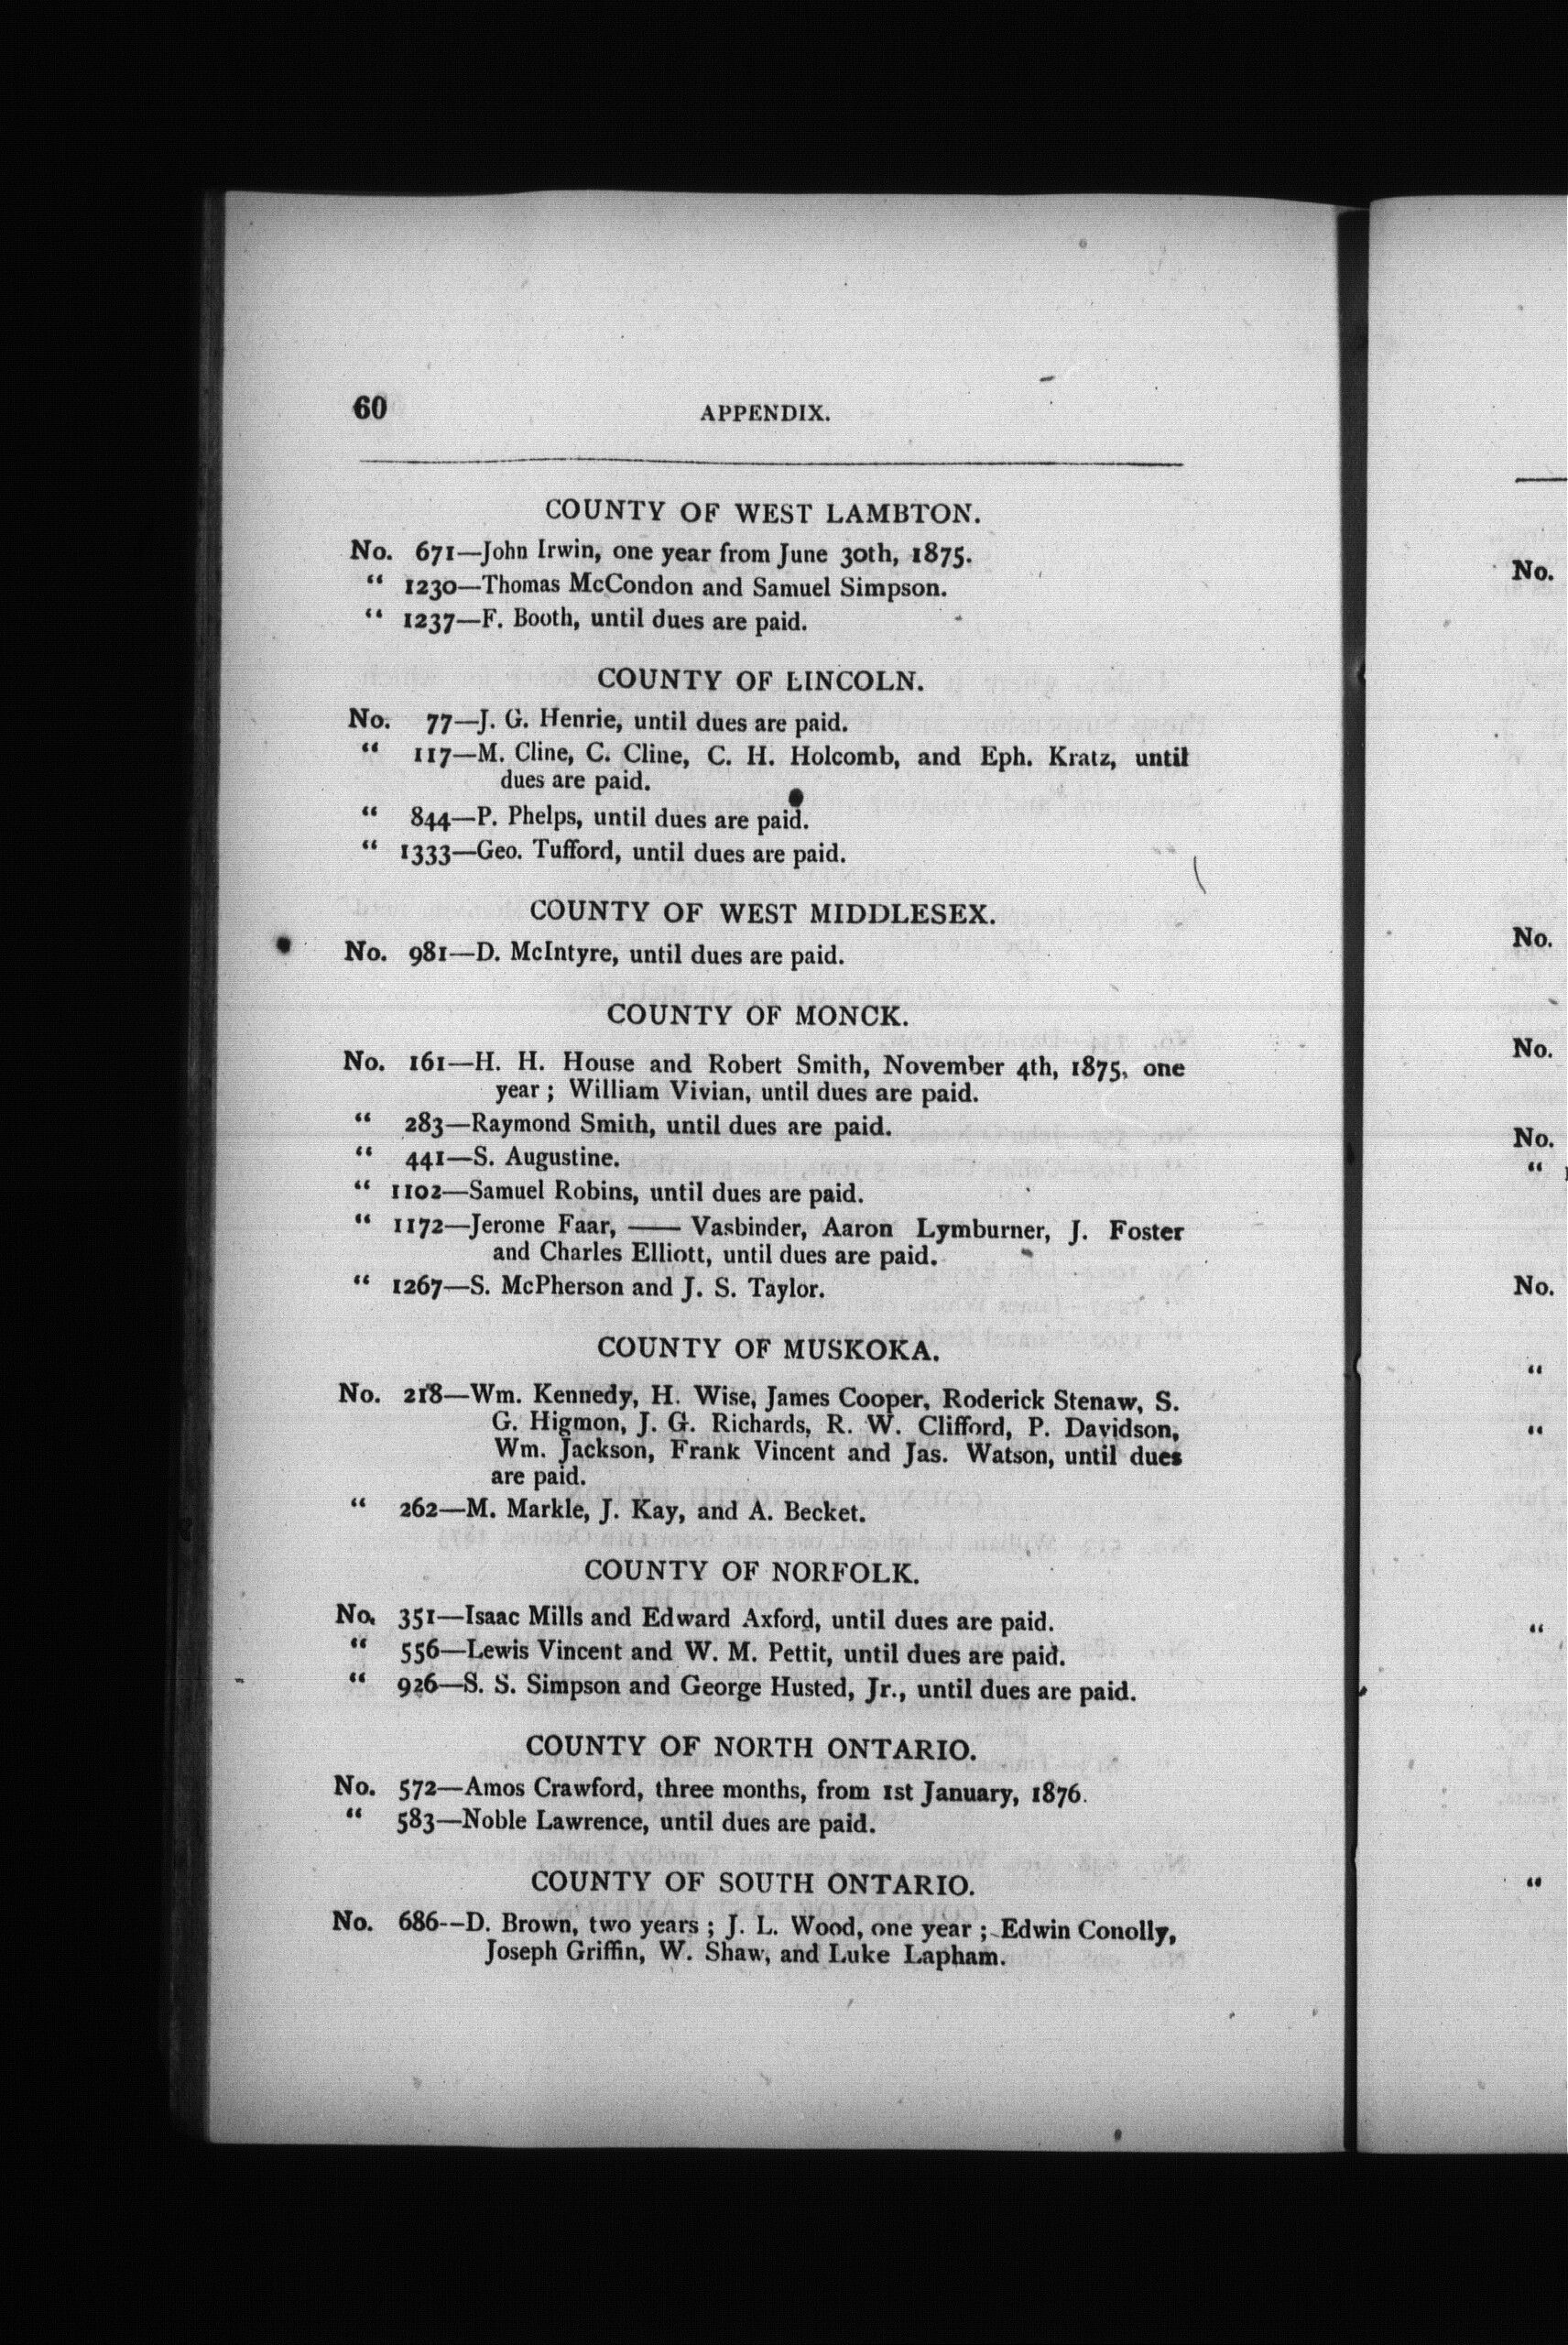 60
APPENDIX.
COUNTY OF WEST LAMBTON.
No. 671—John Irwin, one year from June 30th, 1875.
“ 1230—Thomas McCondon and Samuel Simpson.
“ 1237—F. Booth, until dues are paid.
COUNTY OF LINCOLN.
No. 77—J. G. Henrie, until dues are paid.
“ 117—M. Cline, C. Cline, C. H. Holcomb, and Eph. Kratz, until
dues are paid.
“ 844—P. Phelps, until dues are paid.
“ 1333—Geo. Tufford, until dues are paid.
COUNTY OF WEST MIDDLESEX.
No. 981—D. McIntyre, until dues are paid.
COUNTY OF MONCK.
No. 161—H. H. House and Robert Smith, November 4th, 1875, one
year ; William Vivian, until dues are paid.
“ 283—Raymond Smith, until dues are paid.
“ 441—S. Augustine.
“ 1102—Samuel Robins, until dues are paid.
“ 1172—Jerome Faar, —— Vasbinder, Aaron Lymburner, J. Foster
and Charles Elliott, until dues are paid.
“ 1267—S. McPherson and J. S. Taylor.
COUNTY OF MUSKOKA.
No. 218—Wm. Kennedy, H. Wise, James Cooper, Roderick Stenaw, S.
G. Higmon, J. G. Richards, R. W. Clifford, P. Davidson,
Wm. Jackson, Frank Vincent and Jas. Watson, until dues
are paid.
“ 262—M. Markle, J. Kay, and A. Becket.
COUNTY OF NORFOLK.
No. 351—Isaac Mills and Edward Axford, until dues are paid.
“ 556—Lewis Vincent and W. M. Pettit, until dues are paid.
“ 926—S. S. Simpson and George Husted, Jr., until dues are paid.
COUNTY OF NORTH ONTARIO.
No. 572—Amos Crawford, three months, from 1st January, 1876.
“ 583—Noble Lawrence, until dues are paid.
COUNTY OF SOUTH ONTARIO.
No. 686--D. Brown, two years ; J. L. Wood, one year ; Edwin Conolly,
Joseph Griffin, W. Shaw, and Luke Lapham.
No.
No.
No.
No.
“
No.
“
“
“
“